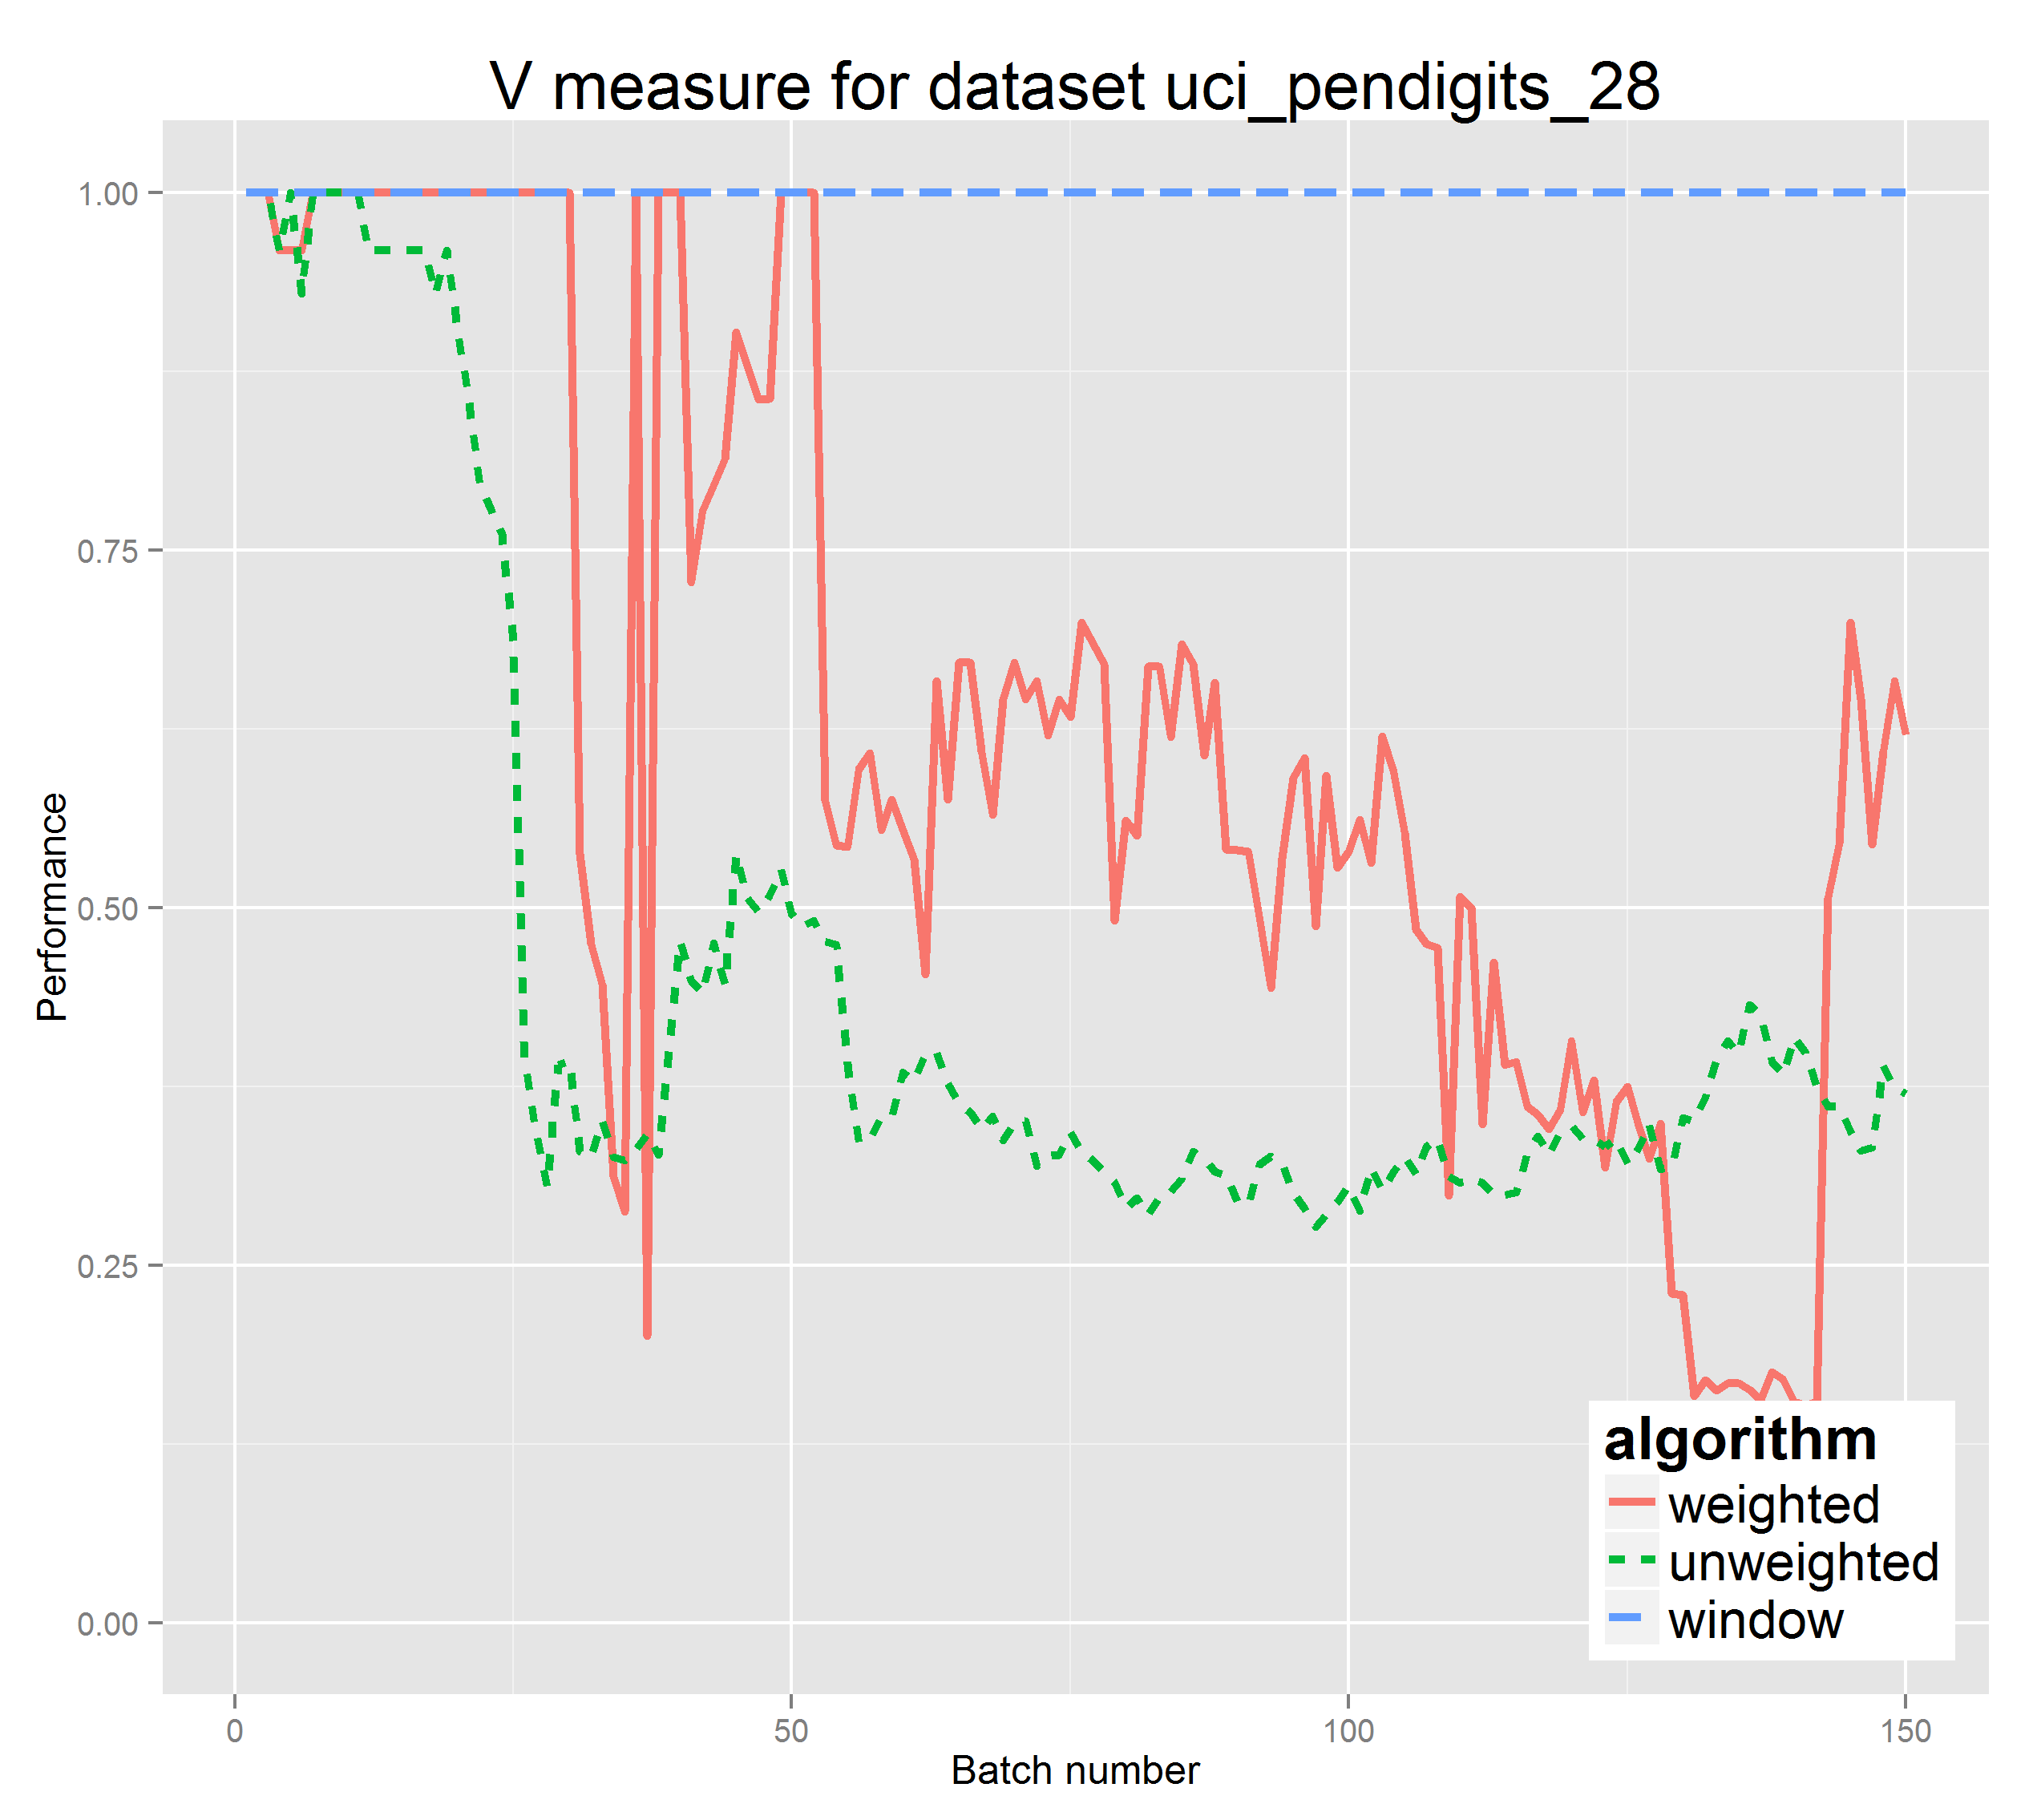 V measure for dataset uci_pendigits_28
1.00
0.75
0.50
0.25
0.00
Performance
0
50
100
150
Batch number
algorithm
weighted
unweighted
window